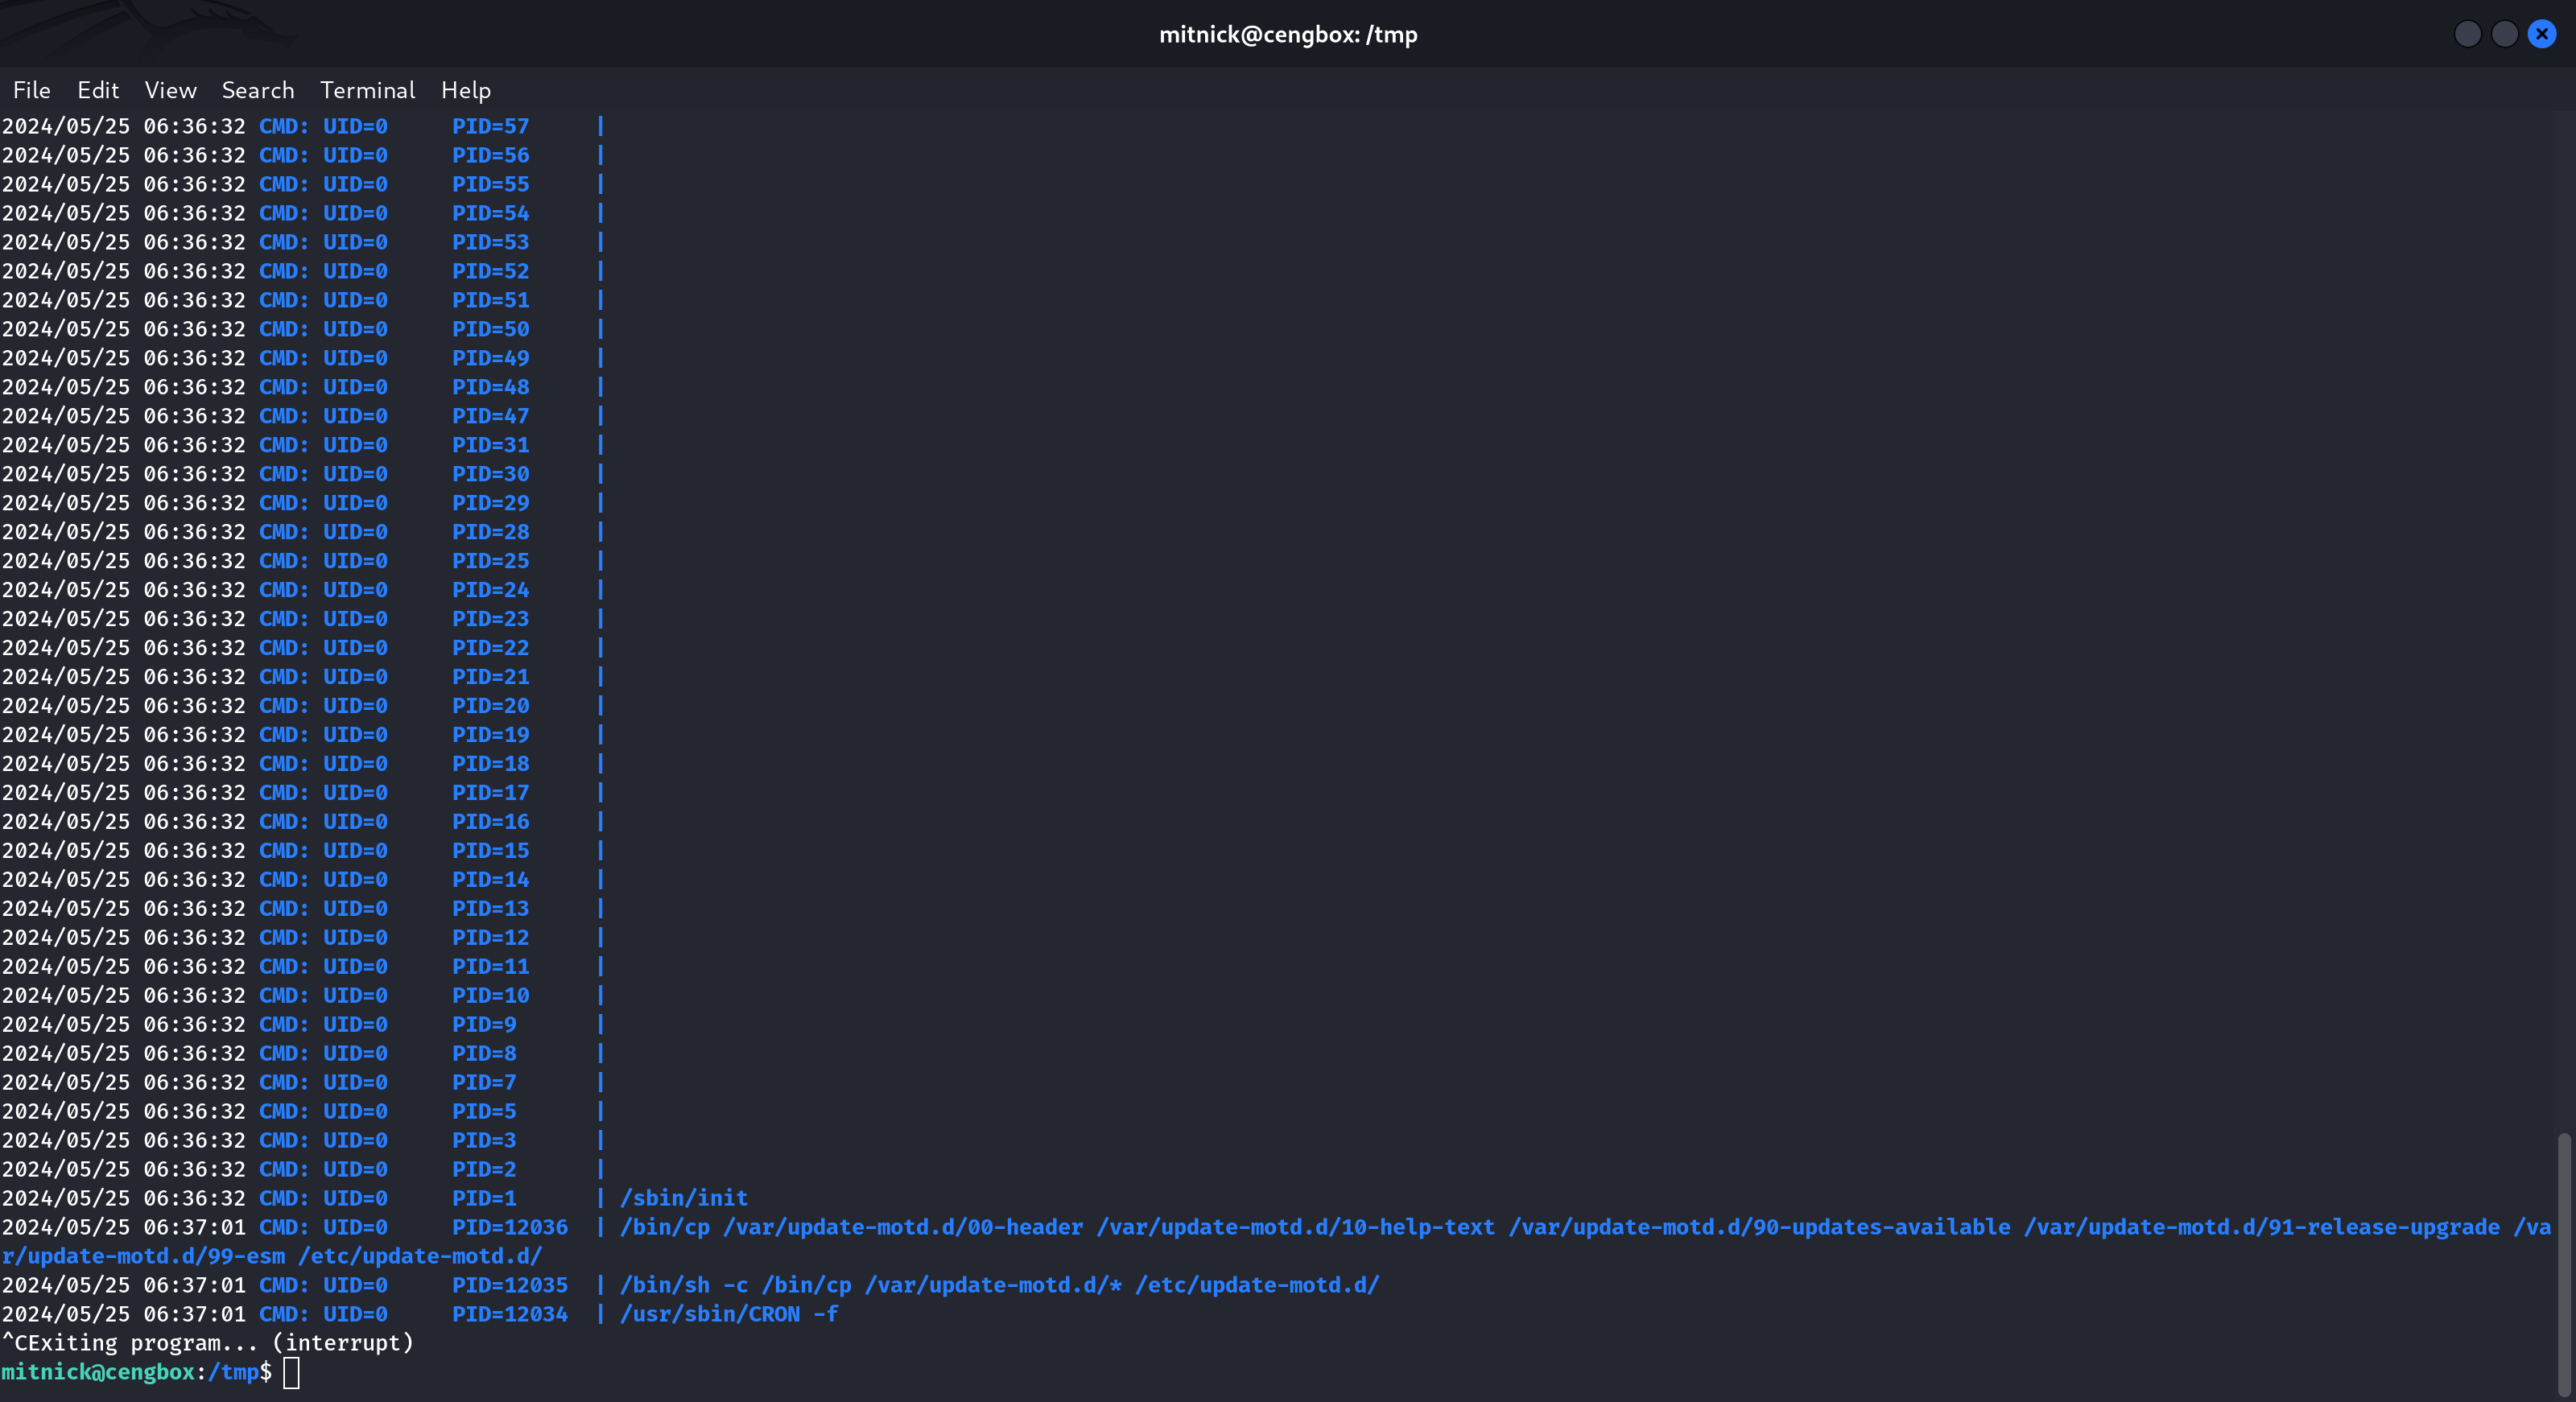 mitnick@cengbox: /tmp
File Edit View Search Terminal Help
2024/05/25 06:36:32 CMD: UID=0     PID=57     |
2024/05/25 06:36:32 CMD: UID=0     PID=56     |
2024/05/25 06:36:32 CMD: UID=0     PID=55     |
2024/05/25 06:36:32 CMD: UID=0     PID=54     |
2024/05/25 06:36:32 CMD: UID=0     PID=53     |
2024/05/25 06:36:32 CMD: UID=0     PID=52     |
2024/05/25 06:36:32 CMD: UID=0     PID=51     |
2024/05/25 06:36:32 CMD: UID=0     PID=50     |
2024/05/25 06:36:32 CMD: UID=0     PID=49     |
2024/05/25 06:36:32 CMD: UID=0     PID=48     |
2024/05/25 06:36:32 CMD: UID=0     PID=47     |
2024/05/25 06:36:32 CMD: UID=0     PID=31     |
2024/05/25 06:36:32 CMD: UID=0     PID=30     |
2024/05/25 06:36:32 CMD: UID=0     PID=29     |
2024/05/25 06:36:32 CMD: UID=0     PID=28     |
2024/05/25 06:36:32 CMD: UID=0     PID=25     |
2024/05/25 06:36:32 CMD: UID=0     PID=24     |
2024/05/25 06:36:32 CMD: UID=0     PID=23     |
2024/05/25 06:36:32 CMD: UID=0     PID=22     |
2024/05/25 06:36:32 CMD: UID=0     PID=21     |
2024/05/25 06:36:32 CMD: UID=0     PID=20     |
2024/05/25 06:36:32 CMD: UID=0     PID=19     |
2024/05/25 06:36:32 CMD: UID=0     PID=18     |
2024/05/25 06:36:32 CMD: UID=0     PID=17     |
2024/05/25 06:36:32 CMD: UID=0     PID=16     |
2024/05/25 06:36:32 CMD: UID=0     PID=15     |
2024/05/25 06:36:32 CMD: UID=0     PID=14     |
2024/05/25 06:36:32 CMD: UID=0     PID=13     |
2024/05/25 06:36:32 CMD: UID=0     PID=12     |
2024/05/25 06:36:32 CMD: UID=0     PID=11     |
2024/05/25 06:36:32 CMD: UID=0     PID=10     |
2024/05/25 06:36:32 CMD: UID=0     PID=9      |
2024/05/25 06:36:32 CMD: UID=0     PID=8      |
2024/05/25 06:36:32 CMD: UID=0     PID=7      |
2024/05/25 06:36:32 CMD: UID=0     PID=5      |
2024/05/25 06:36:32 CMD: UID=0     PID=3      |
2024/05/25 06:36:32 CMD: UID=0     PID=2      |
2024/05/25 06:36:32 CMD: UID=0     PID=1      | /sbin/init
2024/05/25 06:37:01 CMD: UID=0     PID=12036  | /bin/cp /var/update-motd.d/00-header /var/update-motd.d/10-help-text /var/update-motd.d/90-updates-available /var/update-motd.d/91-release-upgrade /va
r/update-motd.d/99-esm /etc/update-motd.d/
2024/05/25 06:37:01 CMD: UID=0     PID=12035  | /bin/sh -c /bin/cp /var/update-motd.d/* /etc/update-motd.d/
2024/05/25 06:37:01 CMD: UID=0     PID=12034  | /usr/sbin/CRON -f
^CExiting program... (interrupt)
mitnick@cengbox:/tmp$